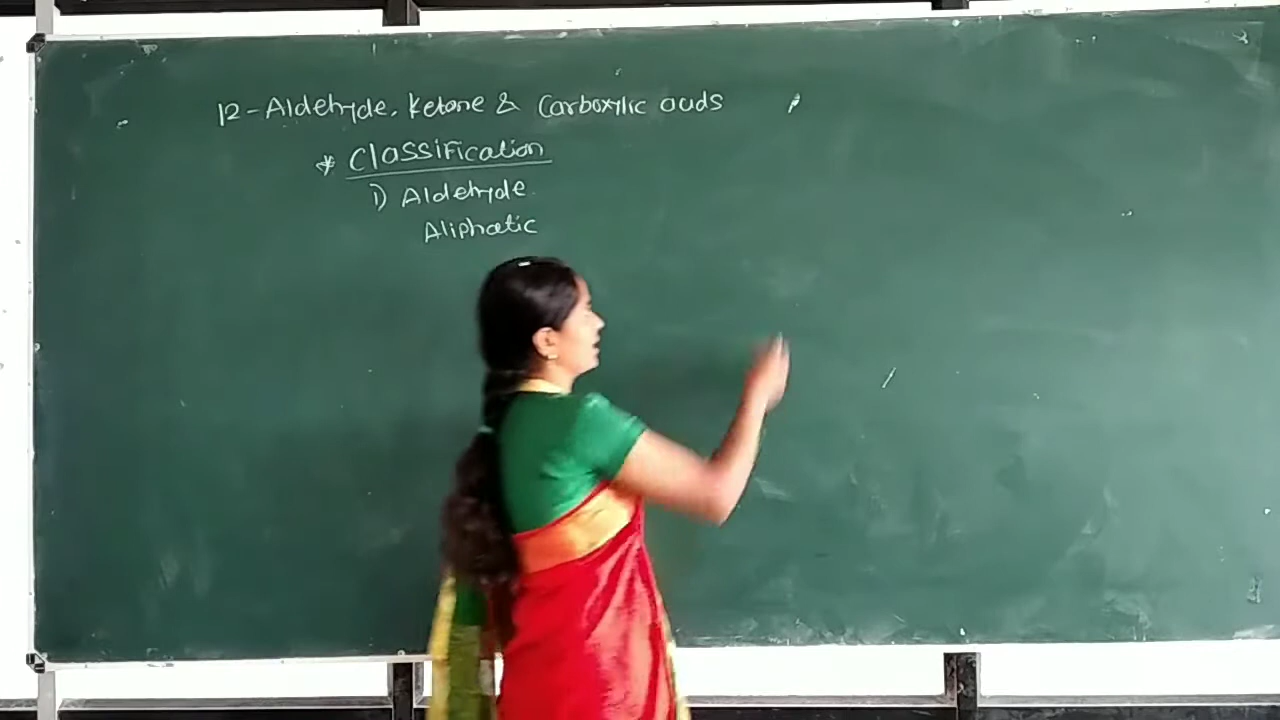 12-Aldehyde, Ketone & Carboxylic acids
* Classification
1) Aldehyde
Aliphatic